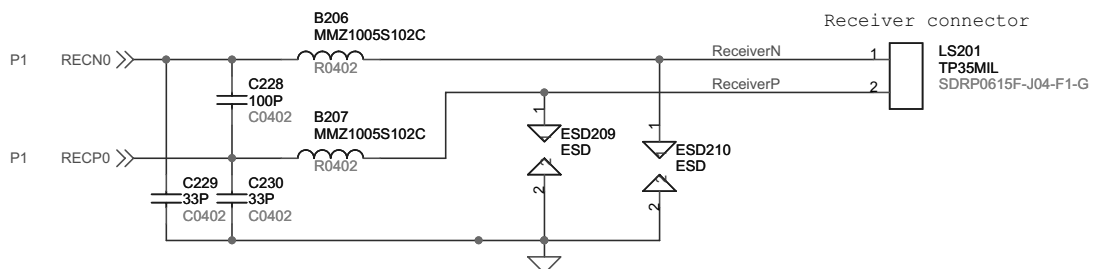 Receiver connector
B206
MMZ1005S102C
R0402
P1 RECN0
ReceiverN
1
LS201
TP35MIL
SDRP0615F-J04-F1-G
ReceiverP
2
C228
100P
C0402
B207
MMZ1005S102C
R0402
P1 RECP0
1
ESD209
ESD
2
1
ESD210
ESD
2
C229
33P
C0402
C230
33P
C0402